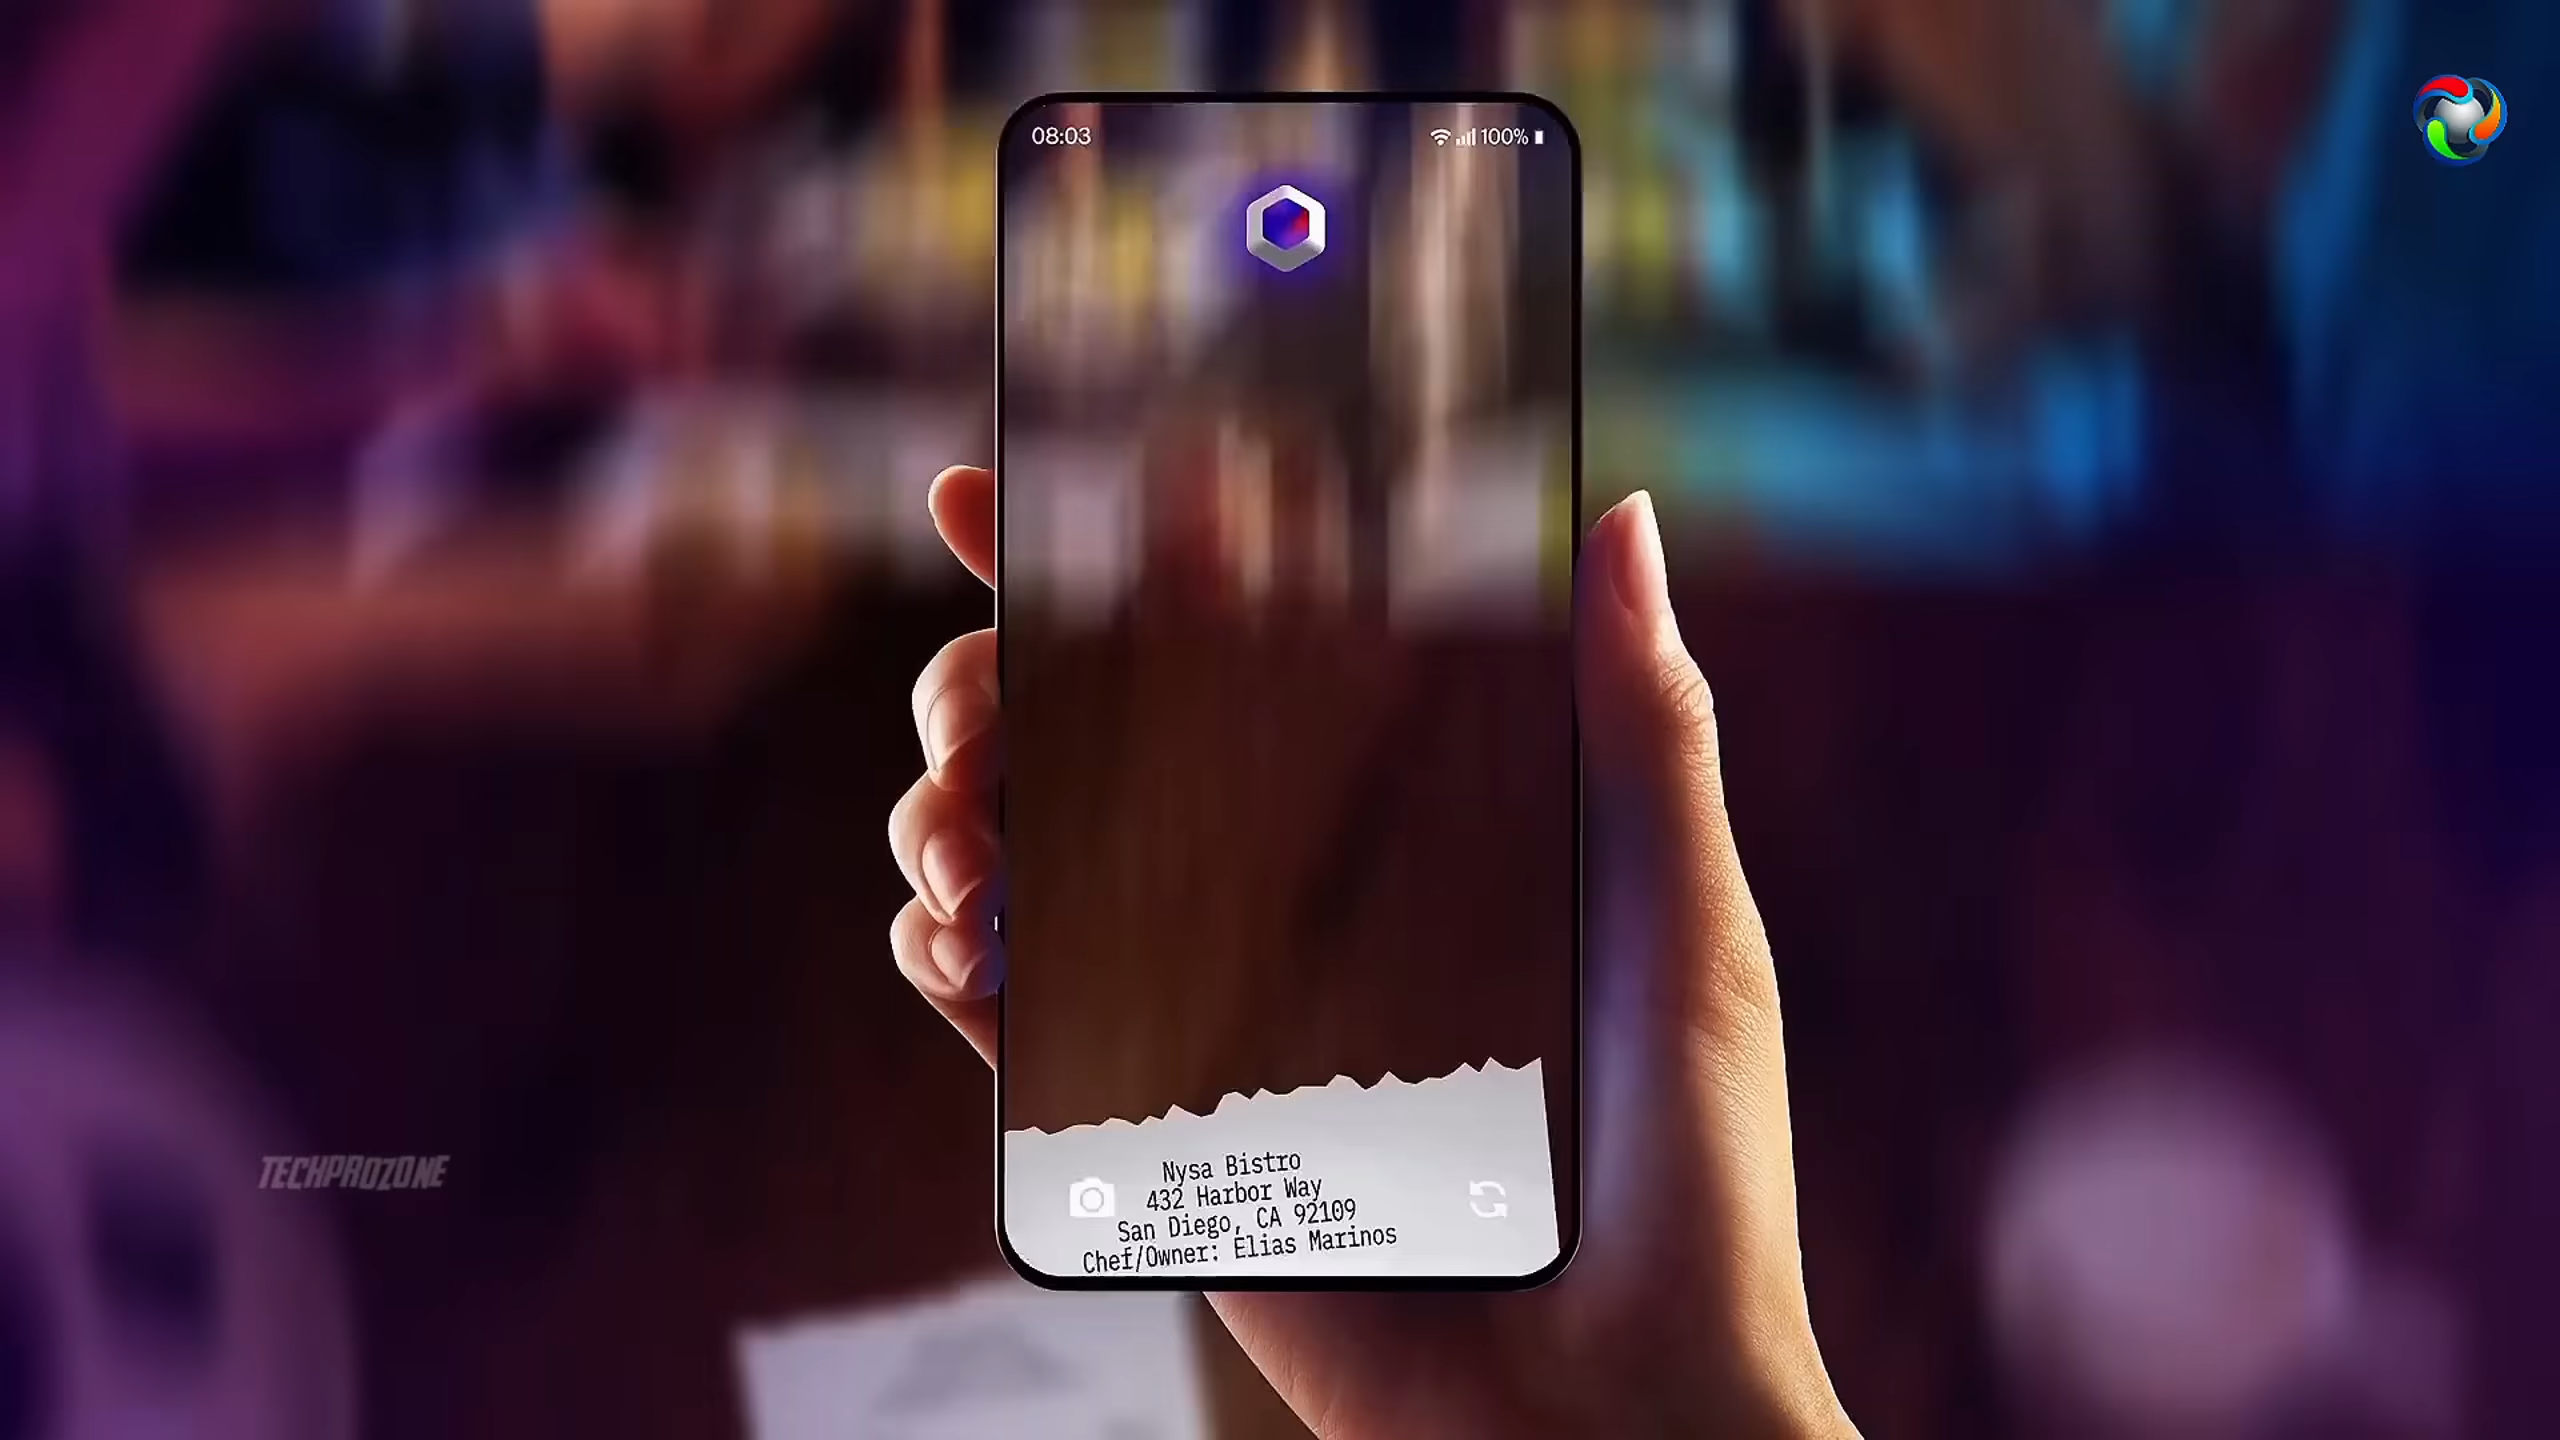 08:03
100%
Nysa Bistro
432 Harbor Way
San Diego, CA 92109
Chef/Owner: Elias Marinos
TECHPROZONE